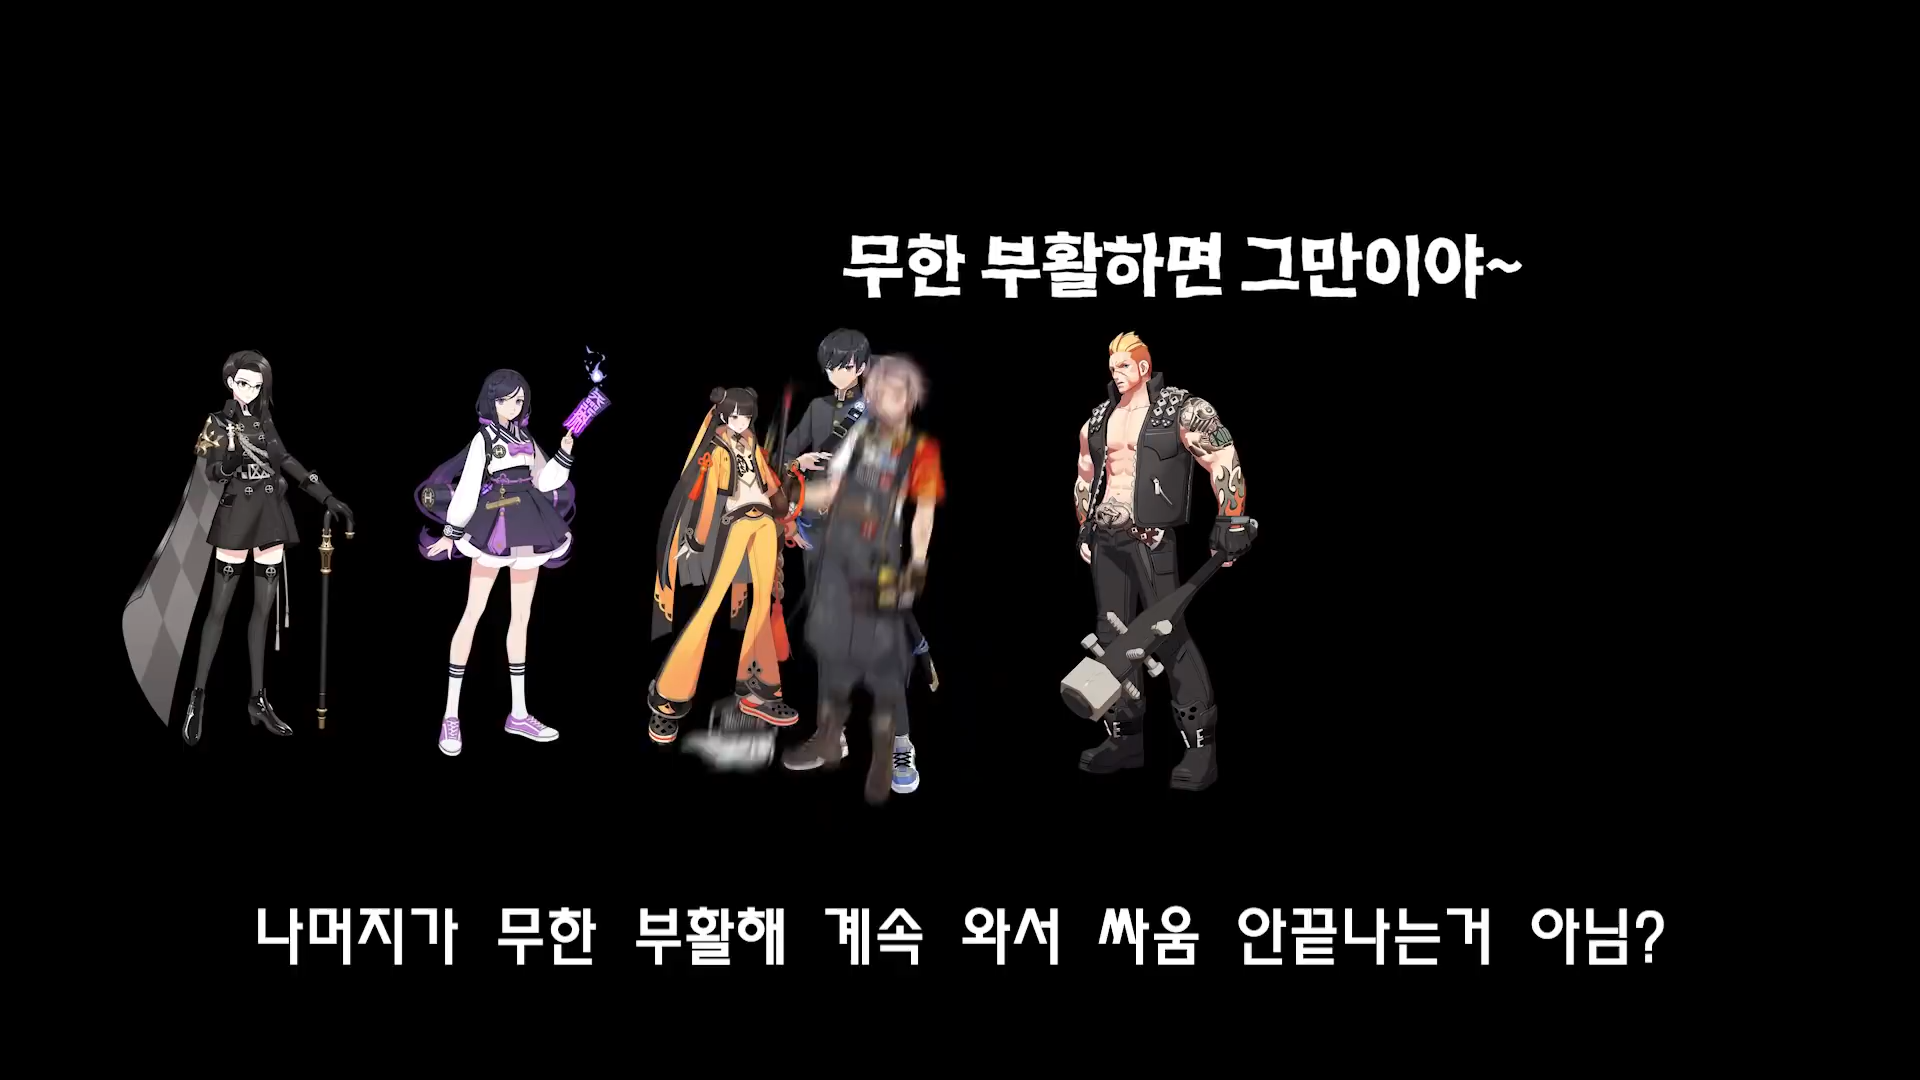 무한 부활하면 그만이야~
나머지가 무한 부활해 계속 와서 싸움 안끝나는거 아님?